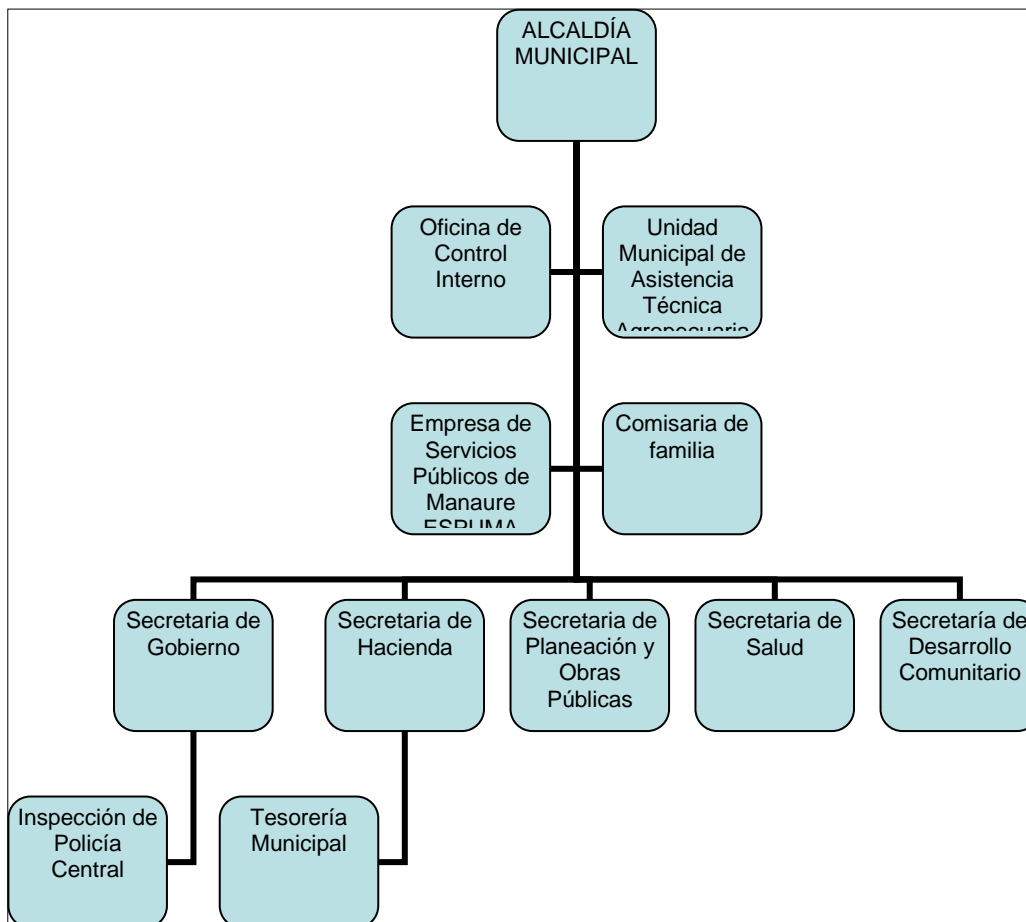 ALCALDÍA
MUNICIPAL
Oficina de
Control
Interno
Unidad
Municipal de
Asistencia
Técnica
Agropecuaria
Empresa de
Servicios
Públicos de
Manaure
ESPUMA
Comisaria de
familia
Secretaria de
Gobierno
Secretaria de
Hacienda
Secretaria de
Planeación y
Obras
Públicas
Secretaria de
Salud
Secretaría de
Desarrollo
Comunitario
Inspección de
Policía
Central
Tesorería
Municipal